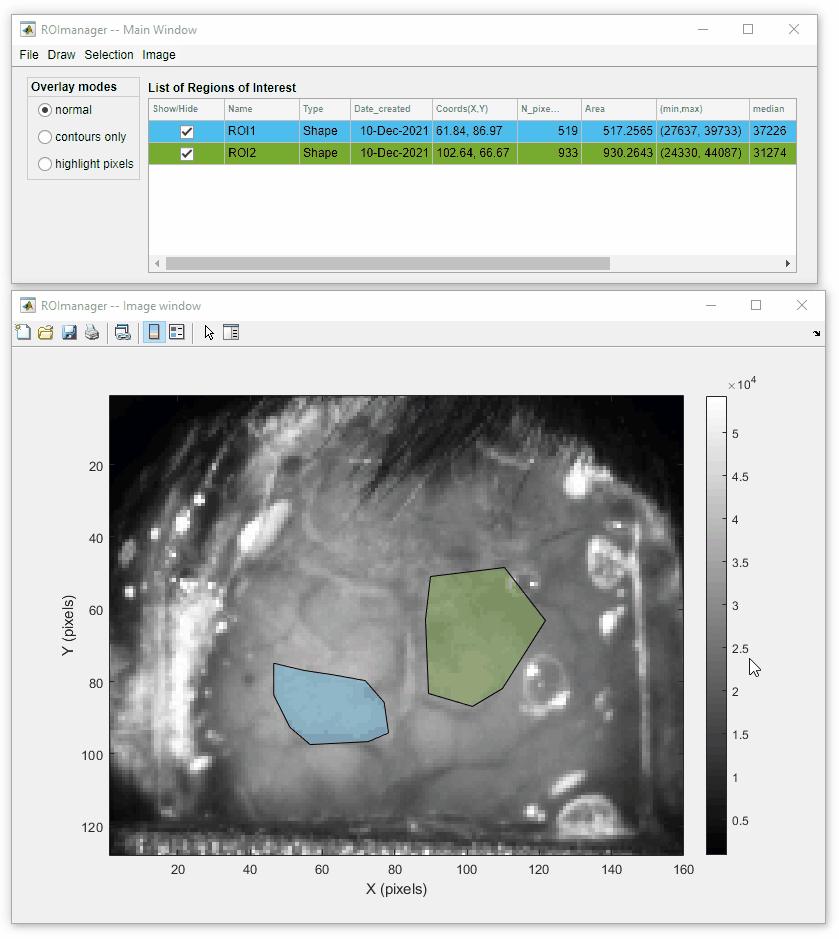 ROImanager -- Main Window
File Draw Selection Image
Overlay modes
normal
contours only
highlight pixels
List of Regions of Interest
Show/Hide Name Type Date_created Coords(X,Y) N_pixe... Area (min,max) median
ROI1 Shape 10-Dec-2021 61.84, 86.97 519 517.2565 (27637, 39733) 37226
ROI2 Shape 10-Dec-2021 102.64, 66.67 933 930.2643 (24330, 44087) 31274
ROImanager -- Image window
×10^4
5
4.5
4
3.5
3
2.5
2
1.5
1
0.5
20
40
60
80
100
120
Y (pixels)
20 40 60 80 100 120 140 160
X (pixels)